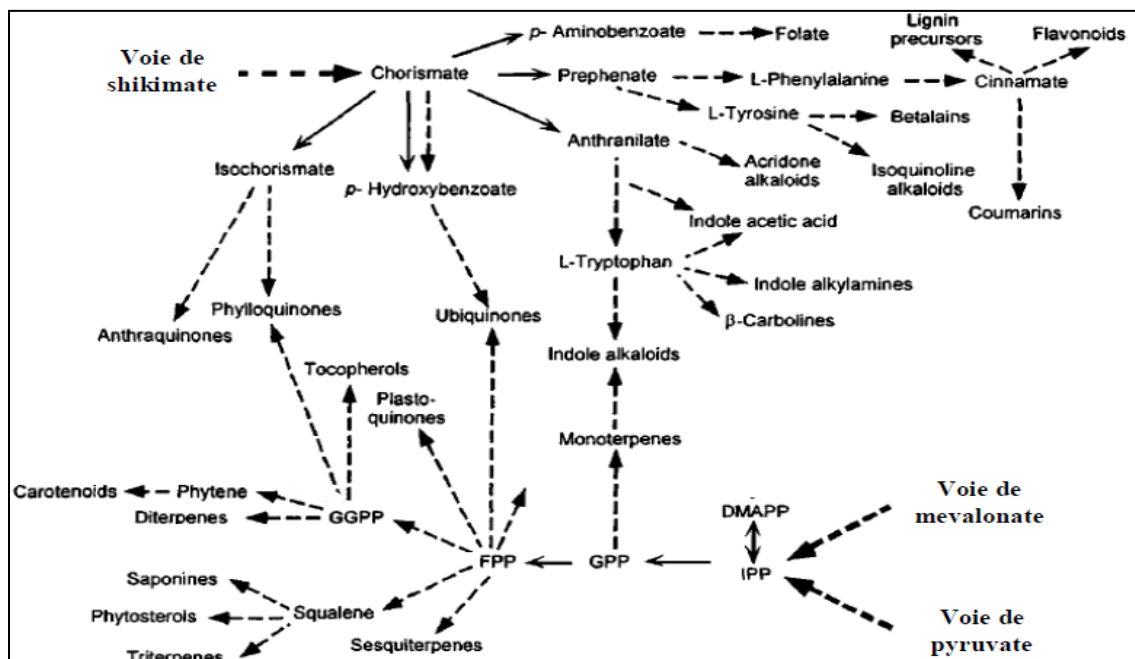 p- Aminobenzoate
Folate
Lignin
precursors
Flavonoids
Voie de
shikimate
Chorismate
Prephenate
L-Phenylalanine
Cinnamate
L-Tyrosine
Betalains
Anthranilate
Isochorismate
Acridone
alkaloids
Isoquinoline
alkaloids
p- Hydroxybenzoate
Coumarins
Indole acetic acid
L-Tryptophan
Indole alkylamines
Phylloquinones
Ubiquinones
β-Carbolines
Anthraquinones
Indole alkaloids
Tocopherols
Plasto-
quinones
Monoterpenes
Carotenoids
Phytene
Diterpenes
GGPP
DMAPP
Voie de
mevalonate
FPP
GPP
IPP
Saponines
Phytosterols
Squalene
Sesquiterpenes
Triterpenes
Voie de
pyruvate